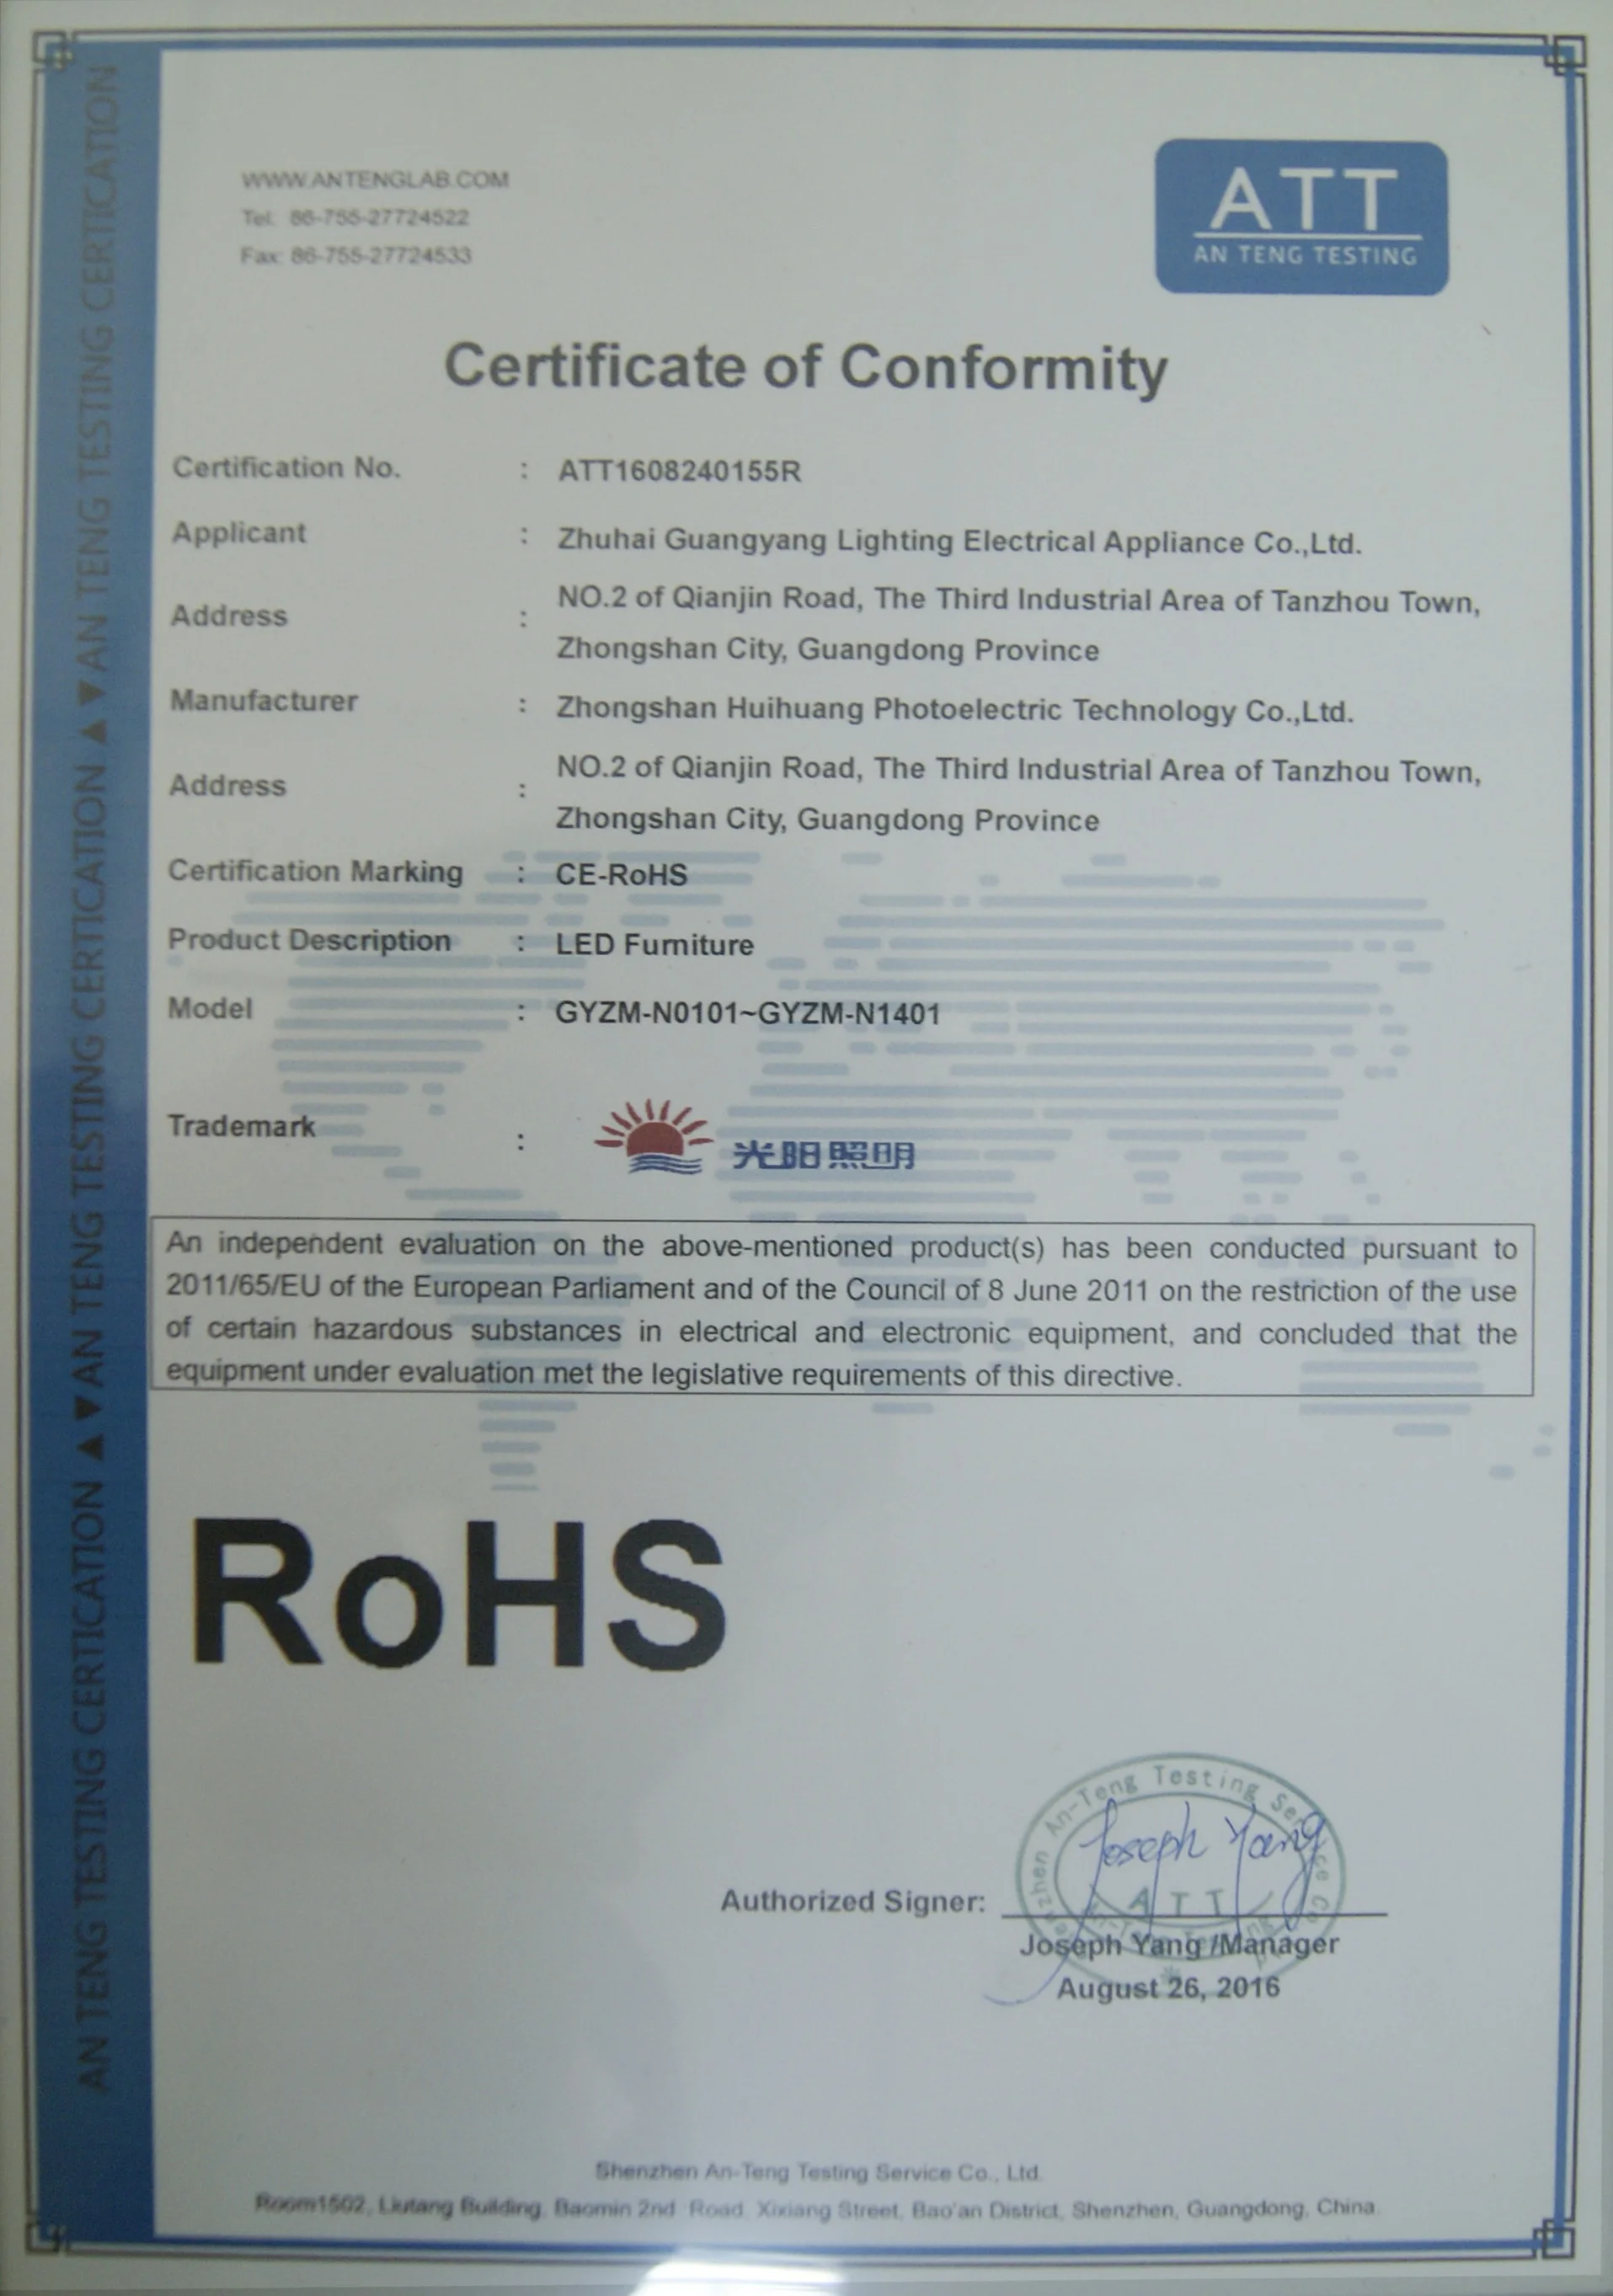 WWW.ANTENGLAB.COM
Tel: 86-755-27724522
Fax: 86-755-27724533
ATT
AN TENG TESTING
Certificate of Conformity
Certification No. : ATT1608240155R
Applicant : Zhuhai Guangyang Lighting Electrical Appliance Co.,Ltd.
Address : NO.2 of Qianjin Road, The Third Industrial Area of Tanzhou Town,
Zhongshan City, Guangdong Province
Manufacturer : Zhongshan Huihuang Photoelectric Technology Co.,Ltd.
Address : NO.2 of Qianjin Road, The Third Industrial Area of Tanzhou Town,
Zhongshan City, Guangdong Province
Certification Marking : CE-RoHS
Product Description : LED Furniture
Model : GYZM-N0101~GYZM-N1401
Trademark : 光阳照明
An independent evaluation on the above-mentioned product(s) has been conducted pursuant to
2011/65/EU of the European Parliament and of the Council of 8 June 2011 on the restriction of the use
of certain hazardous substances in electrical and electronic equipment, and concluded that the
equipment under evaluation met the legislative requirements of this directive.
RoHS
An-Teng Testing Service Co
Joseph Yang
ATT
Authorized Signer:
Joseph Yang /Manager
August 26, 2016
Shenzhen An-Teng Testing Service Co., Ltd.
Room1502, Liutang Building, Baomin 2nd Road, Xixiang Street, Bao'an District, Shenzhen, Guangdong, China
AN TENG TESTING CERTICATION ▲▼AN TENG TESTING CERTICATION ▲▼AN TENG TESTING CERTICATION